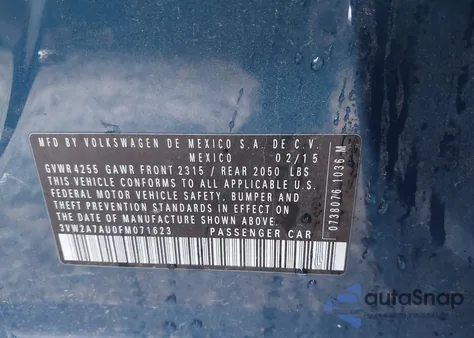 MFD BY VOLKSWAGEN DE MEXICO S.A. DE C.V.
MEXICO 02/15
GVWR4255 GAWR FRONT 2315/ REAR 2050 LBS
THIS VEHICLE CONFORMS TO ALL APPLICABLE U.S.
FEDERAL MOTOR VEHICLE SAFETY, BUMPER AND
THEFT PREVENTION STANDARDS IN EFFECT ON
THE DATE OF MANUFACTURE SHOWN ABOVE
3VW2A7AU0FM071623 PASSENGER CAR
0738076 1036 M
autoSnap